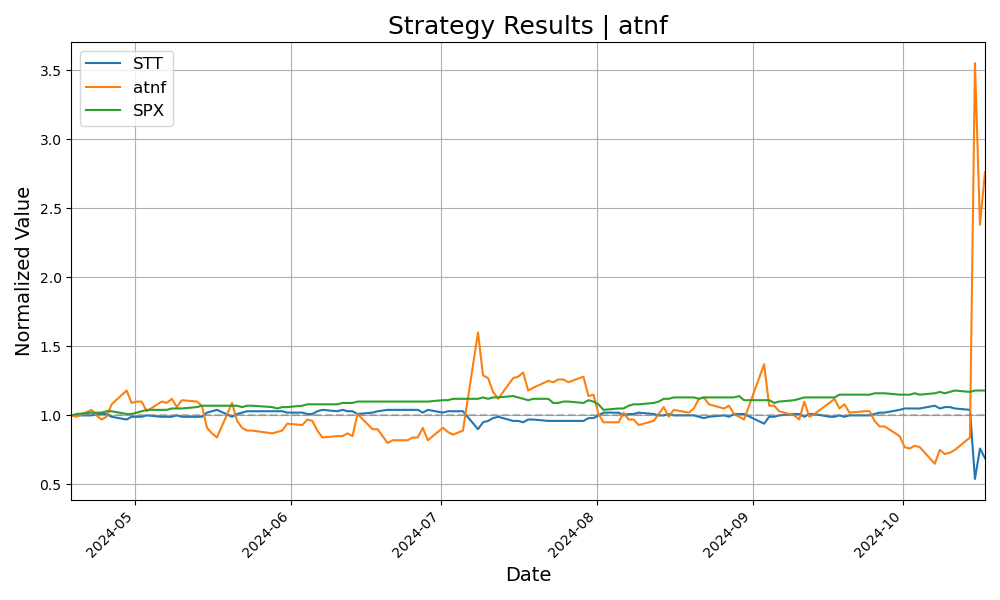 Strategy Results | atnf
STT
atnf
SPX
Normalized Value
3.5
3.0
2.5
2.0
1.5
1.0
0.5
2024-05
2024-06
2024-07
2024-08
2024-09
2024-10
Date